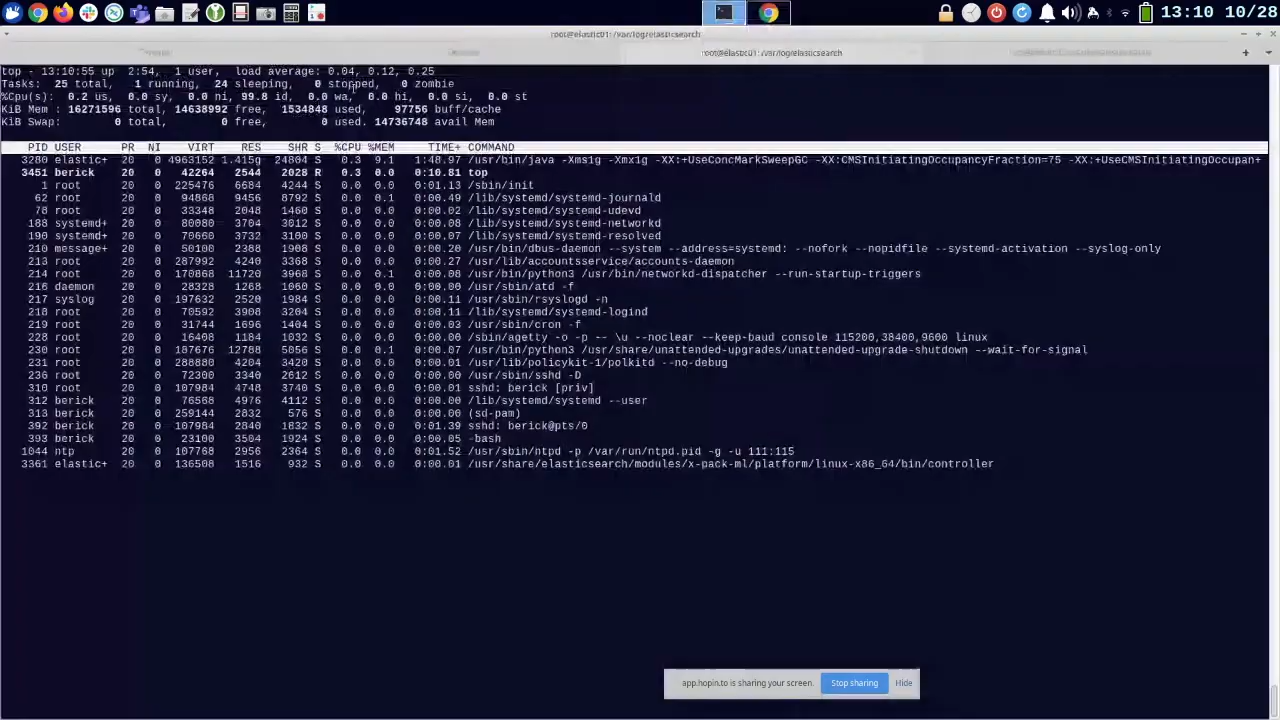 13:10 10/28
root@elastic01: /var/log/elasticsearch
root@elastic01: /var/log/elasticsearch
top - 13:10:55 up 2:54, 1 user, load average: 0.04, 0.12, 0.25
Tasks: 25 total, 1 running, 24 sleeping, 0 stopped, 0 zombie
%Cpu(s): 0.2 us, 0.0 sy, 0.0 ni, 99.8 id, 0.0 wa, 0.0 hi, 0.0 si, 0.0 st
KiB Mem : 16271596 total, 14638992 free, 1534848 used, 97756 buff/cache
KiB Swap: 0 total, 0 free, 0 used. 14736748 avail Mem
PID USER PR NI VIRT RES SHR S %CPU %MEM TIME+ COMMAND
3280 elastic+ 20 0 4963152 1.415g 24804 S 0.3 9.1 1:48.97 /usr/bin/java -Xms1g -Xmx1g -XX:+UseConcMarkSweepGC -XX:CMSInitiatingOccupancyFraction=75 -XX:+UseCMSInitiatingOccupan+
3451 berick 20 0 42264 2544 2028 R 0.3 0.0 0:10.81 top
1 root 20 0 225476 6684 4244 S 0.0 0.0 0:01.13 /sbin/init
62 root 20 0 94868 9456 8792 S 0.0 0.1 0:00.49 /lib/systemd/systemd-journald
78 root 20 0 33348 2048 1460 S 0.0 0.0 0:00.02 /lib/systemd/systemd-udevd
188 systemd+ 20 0 80080 3704 3012 S 0.0 0.0 0:00.08 /lib/systemd/systemd-networkd
190 systemd+ 20 0 70660 3732 3100 S 0.0 0.0 0:00.07 /lib/systemd/systemd-resolved
210 message+ 20 0 50100 2388 1908 S 0.0 0.0 0:00.20 /usr/bin/dbus-daemon --system --address=systemd: --nofork --nopidfile --systemd-activation --syslog-only
213 root 20 0 287992 4240 3368 S 0.0 0.0 0:00.27 /usr/lib/accountsservice/accounts-daemon
214 root 20 0 170868 11720 3968 S 0.0 0.1 0:00.08 /usr/bin/python3 /usr/bin/networkd-dispatcher --run-startup-triggers
216 daemon 20 0 28328 1268 1060 S 0.0 0.0 0:00.00 /usr/sbin/atd -f
217 syslog 20 0 197632 2520 1984 S 0.0 0.0 0:00.11 /usr/sbin/rsyslogd -n
218 root 20 0 70592 3908 3204 S 0.0 0.0 0:00.11 /lib/systemd/systemd-logind
219 root 20 0 31744 1696 1404 S 0.0 0.0 0:00.03 /usr/sbin/cron -f
228 root 20 0 16408 1184 1032 S 0.0 0.0 0:00.00 /sbin/agetty -o -p -- \u --noclear --keep-baud console 115200,38400,9600 linux
230 root 20 0 187676 12788 5056 S 0.0 0.1 0:00.07 /usr/bin/python3 /usr/share/unattended-upgrades/unattended-upgrade-shutdown --wait-for-signal
231 root 20 0 288880 4204 3420 S 0.0 0.0 0:00.01 /usr/lib/policykit-1/polkitd --no-debug
236 root 20 0 72300 3340 2612 S 0.0 0.0 0:00.00 /usr/sbin/sshd -D
310 root 20 0 107984 4748 3740 S 0.0 0.0 0:00.01 sshd: berick [priv]
312 berick 20 0 76568 4976 4112 S 0.0 0.0 0:00.00 /lib/systemd/systemd --user
313 berick 20 0 259144 2832 576 S 0.0 0.0 0:00.00 (sd-pam)
392 berick 20 0 107984 2840 1832 S 0.0 0.0 0:01.39 sshd: berick@pts/0
393 berick 20 0 23100 3504 1924 S 0.0 0.0 0:00.05 -bash
1044 ntp 20 0 107768 2956 2364 S 0.0 0.0 0:01.52 /usr/sbin/ntpd -p /var/run/ntpd.pid -g -u 111:115
3361 elastic+ 20 0 136508 1516 932 S 0.0 0.0 0:00.01 /usr/share/elasticsearch/modules/x-pack-ml/platform/linux-x86_64/bin/controller
app.hopin.to is sharing your screen. Stop sharing Hide